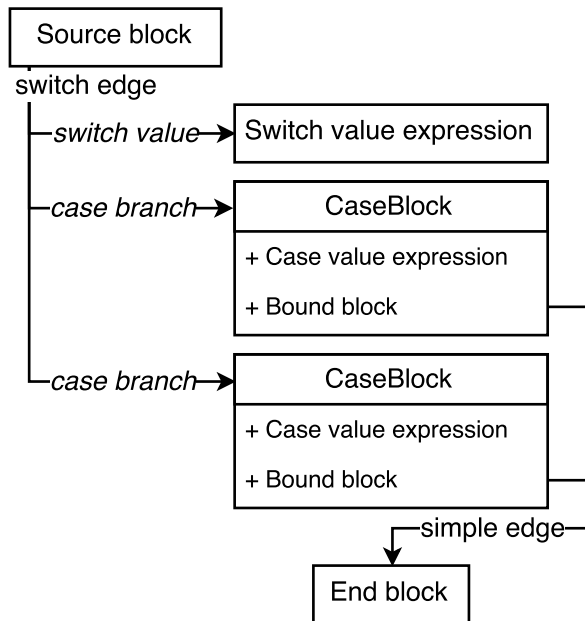 Source block
switch edge
switch value
Switch value expression
case branch
CaseBlock
+ Case value expression
+ Bound block
case branch
CaseBlock
+ Case value expression
+ Bound block
simple edge
End block